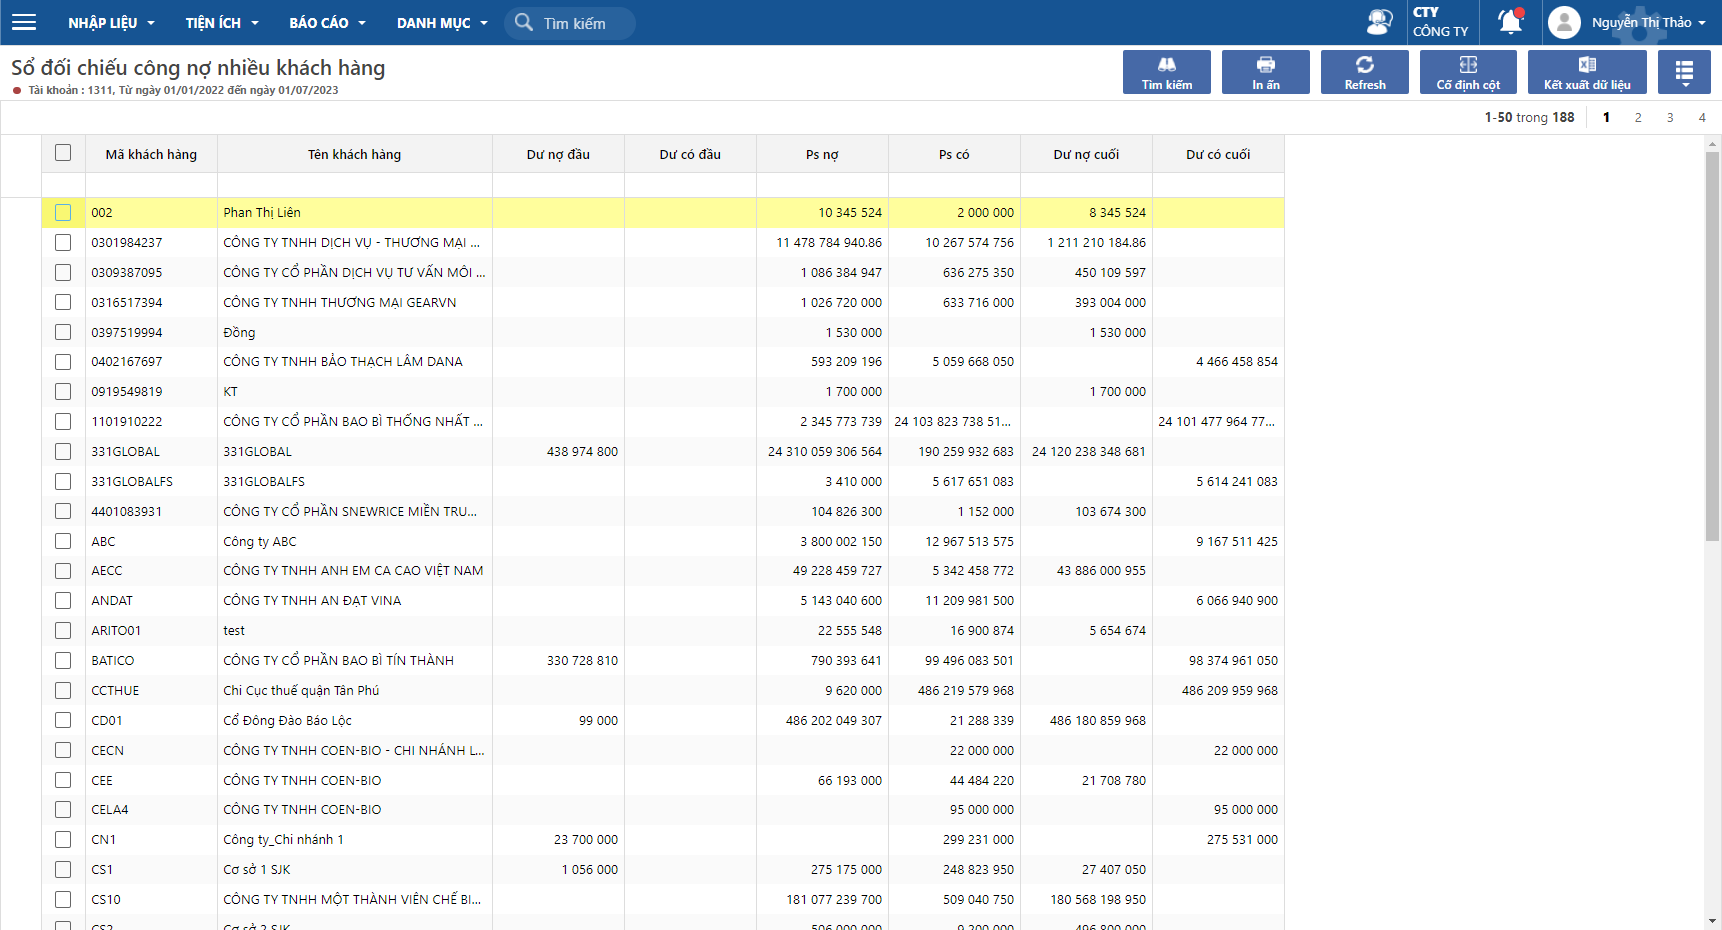 NHẬP LIỆU TIỆN ÍCH BÁO CÁO DANH MỤC Tìm kiếm CTY CÔNG TY Nguyễn Thị Thảo
Sổ đối chiếu công nợ nhiều khách hàng
Tài khoản : 1311, Từ ngày 01/01/2022 đến ngày 01/07/2023
Tìm kiếm In ấn Refresh Cố định cột Kết xuất dữ liệu
1-50 trong 188 1 2 3 4
Mã khách hàng Tên khách hàng Dư nợ đầu Dư có đầu Ps nợ Ps có Dư nợ cuối Dư có cuối
002 Phan Thị Liên 10 345 524 2 000 000 8 345 524
0301984237 CÔNG TY TNHH DỊCH VỤ - THƯƠNG MẠI ... 11 478 784 940.86 10 267 574 756 1 211 210 184.86
0309387095 CÔNG TY CỔ PHẦN DỊCH VỤ TƯ VẤN MÔI ... 1 086 384 947 636 275 350 450 109 597
0316517394 CÔNG TY TNHH THƯƠNG MẠI GEARVN 1 026 720 000 633 716 000 393 004 000
0397519994 Đồng 1 530 000 1 530 000
0402167697 CÔNG TY TNHH BẢO THẠCH LÂM DANA 593 209 196 5 059 668 050 4 466 458 854
0919549819 KT 1 700 000 1 700 000
1101910222 CÔNG TY CỔ PHẦN BAO BÌ THỐNG NHẤT ... 2 345 773 739 24 103 823 738 51... 24 101 477 964 77...
331GLOBAL 331GLOBAL 438 974 800 24 310 059 306 564 190 259 932 683 24 120 238 348 681
331GLOBALFS 331GLOBALFS 3 410 000 5 617 651 083 5 614 241 083
4401083931 CÔNG TY CỔ PHẦN SNEWRICE MIỀN TRU... 104 826 300 1 152 000 103 674 300
ABC Công ty ABC 3 800 002 150 12 967 513 575 9 167 511 425
AECC CÔNG TY TNHH ANH EM CA CAO VIỆT NAM 49 228 459 727 5 342 458 772 43 886 000 955
ANDAT CÔNG TY TNHH AN ĐẠT VINA 5 143 040 600 11 209 981 500 6 066 940 900
ARITO01 test 22 555 548 16 900 874 5 654 674
BATICO CÔNG TY CỔ PHẦN BAO BÌ TÍN THÀNH 330 728 810 790 393 641 99 496 083 501 98 374 961 050
CCTHUE Chi Cục thuế quận Tân Phú 9 620 000 486 219 579 968 486 209 959 968
CD01 Cổ Đông Đào Báo Lộc 99 000 486 202 049 307 21 288 339 486 180 859 968
CECN CÔNG TY TNHH COEN-BIO - CHI NHÁNH L... 22 000 000 22 000 000
CEE CÔNG TY TNHH COEN-BIO 66 193 000 44 484 220 21 708 780
CELA4 CÔNG TY TNHH COEN-BIO 95 000 000 95 000 000
CN1 Công ty_Chi nhánh 1 23 700 000 299 231 000 275 531 000
CS1 Cơ sở 1 SJK 1 056 000 275 175 000 248 823 950 27 407 050
CS10 CÔNG TY TNHH MỘT THÀNH VIÊN CHẾ BI... 181 077 239 700 509 040 750 180 568 198 950
CS2 Cơ sở 2 SJK 506 000 000 9 200 000 496 800 000